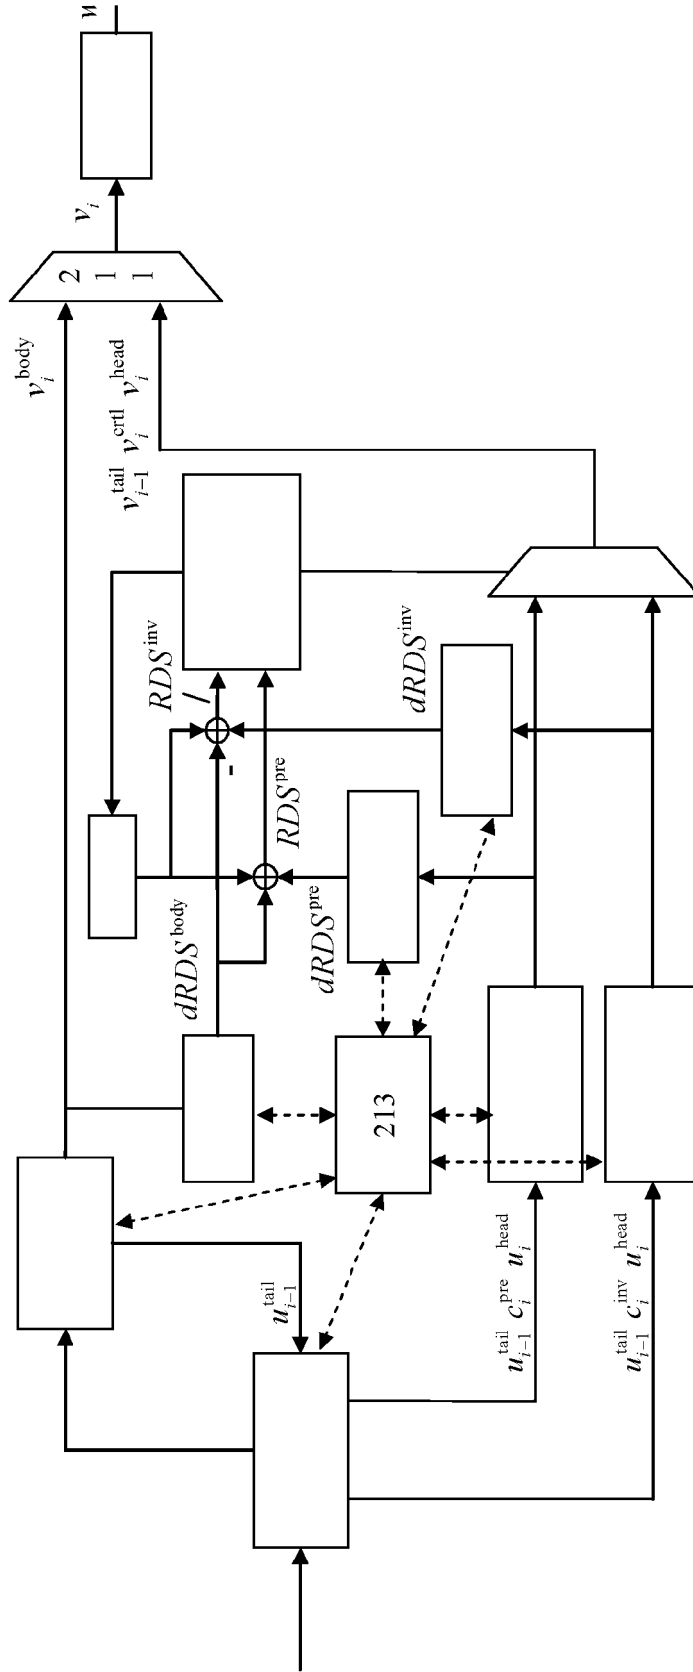 w
v_i
2 1 1
v_i^body
v_{i-1}^tail v_i^crtl v_i^head
RDS^inv
/
-
RDS^pre
dRDS^inv
dRDS^body
dRDS^pre
213
u_{i-1}^tail
u_{i-1}^tail c_i^pre u_i^head
u_{i-1}^tail c_i^inv u_i^head